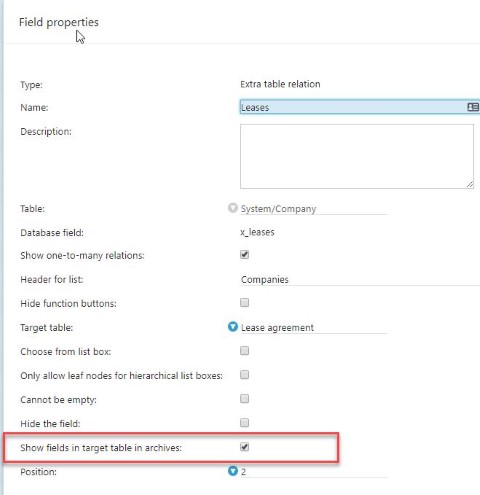 Field properties
Type: Extra table relation
Name: Leases
Description:
Table: System/Company
Database field: x_leases
Show one-to-many relations:
Header for list: Companies
Hide function buttons:
Target table: Lease agreement
Choose from list box:
Only allow leaf nodes for hierarchical list boxes:
Cannot be empty:
Hide the field:
Show fields in target table in archives:
Position: 2